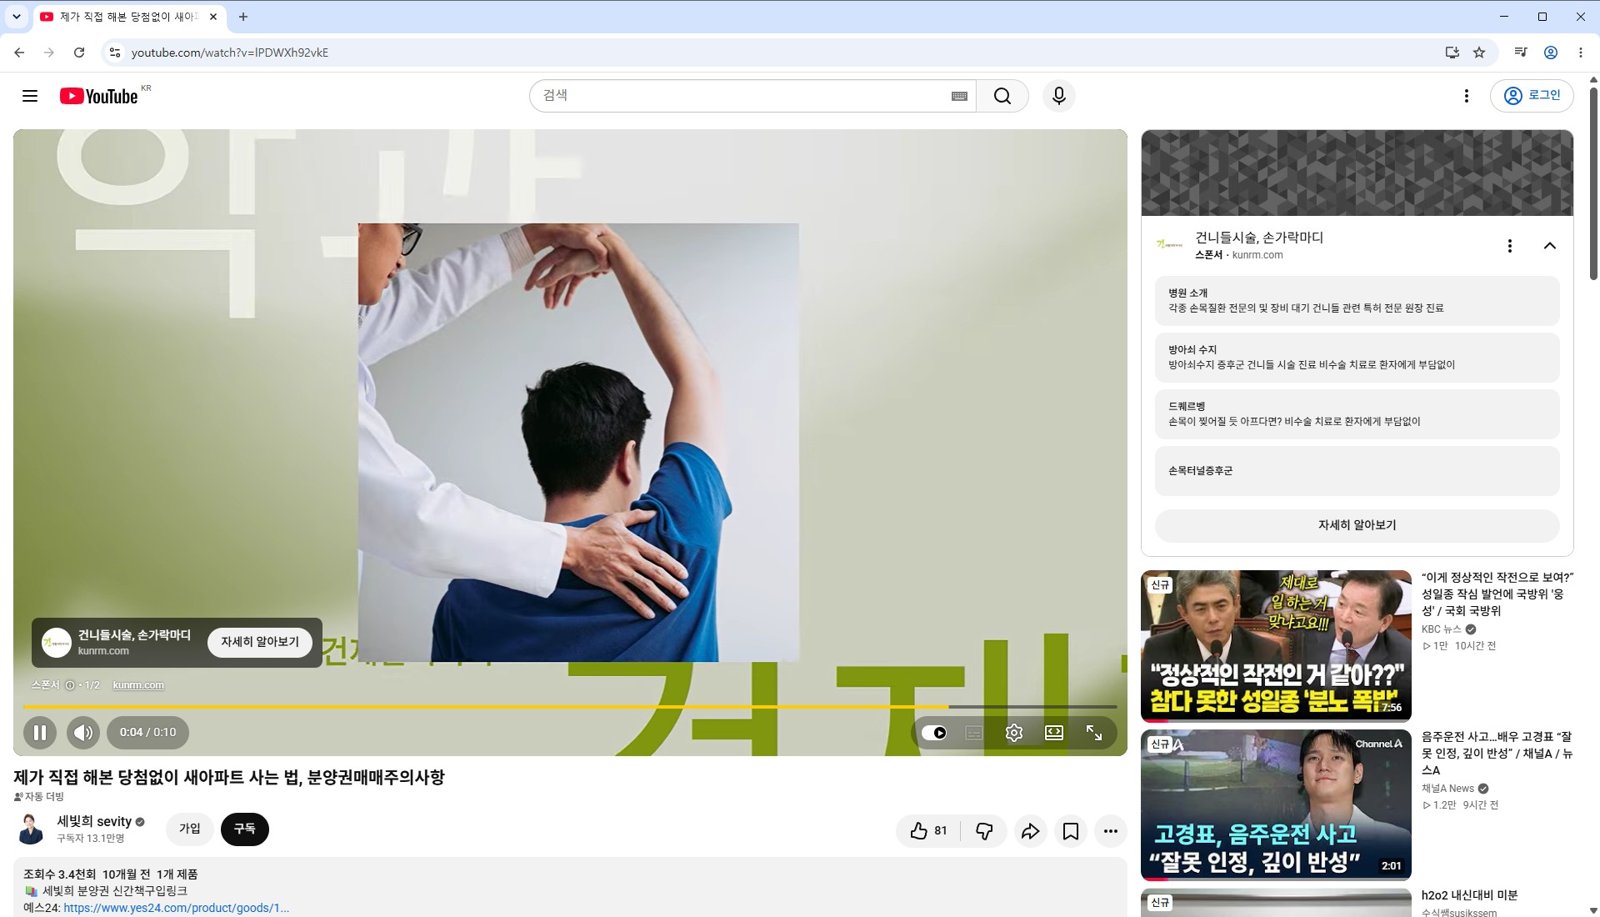 제가 직접 해본 당첨없이 새아파
youtube.com/watch?v=lPDWXh92vkE
YouTube KR
검색
로그인
건니들시술, 손가락마디
스폰서 · kunrm.com
병원 소개
각종 손목질환 전문의 및 장비 대기 건니들 관련 특허 전문 원장 진료
방아쇠 수지
방아쇠수지 증후군 건니들 시술 진료 비수술 치료로 환자에게 부담없이
드퀘르벵
손목이 찢어질 듯 아프다면? 비수술 치료로 환자에게 부담없이
손목터널증후군
자세히 알아보기
건니들시술, 손가락마디
kunrm.com
자세히 알아보기
스폰서 · 1/2 kunrm.com
0:04 / 0:10
제가 직접 해본 당첨없이 새아파트 사는 법, 분양권매매주의사항
자동 더빙
세빛희 sevity
구독자 13.1만명
가입
구독
81
조회수 3.4천회 10개월 전 1개 제품
세빛희 분양권 신간책구입링크
예스24: https://www.yes24.com/product/goods/1...
신규
제대로
일 하는 거
맞냐고요!!!
“정상적인 작전인 거 같아??”
참다 못한 성일종 ‘분노 폭발’
7:56
“이게 정상적인 작전으로 보여?”
성일종 작심 발언에 국방위 '웅
성' / 국회 국방위
KBC 뉴스
1만 10시간 전
신규
Channel A
고경표, 음주운전 사고
“잘못 인정, 깊이 반성”
2:01
음주운전 사고…배우 고경표 “잘
못 인정, 깊이 반성” / 채널A / 뉴
스A
채널A News
1.2만 9시간 전
신규
h2o2 내신대비 미분
수식쌤susikssem